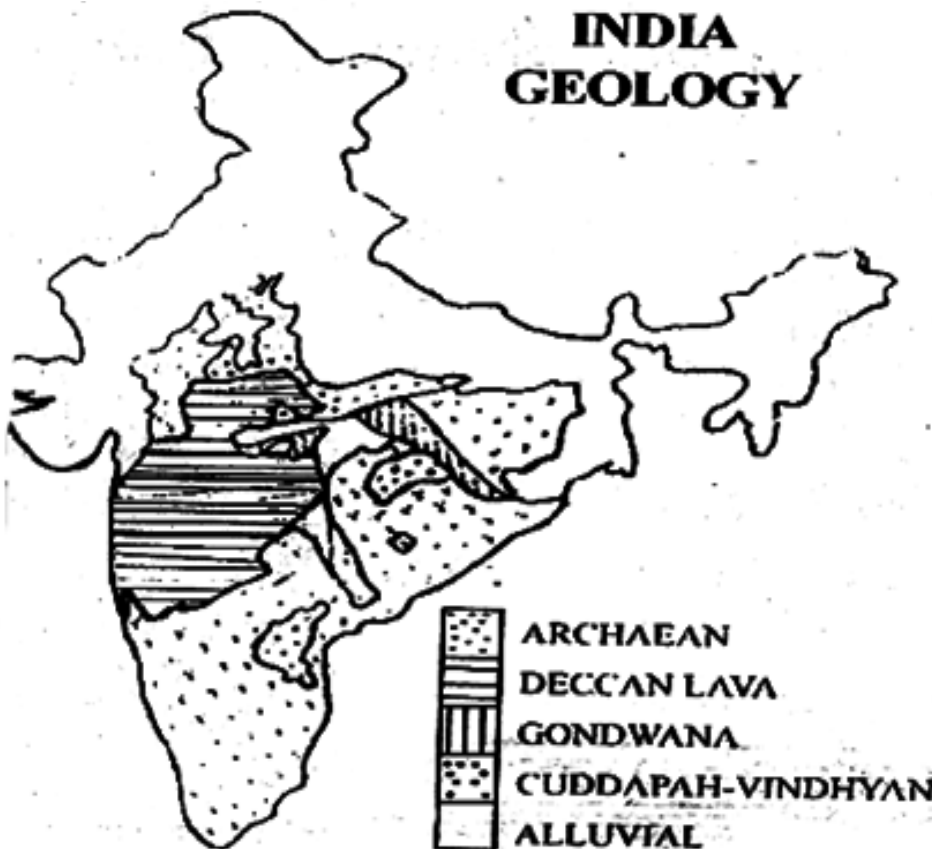 INDIA
GEOLOGY
ARCHAEAN
DECCAN LAVA
GONDWANA
CUDDAPAH-VINDHYAN
ALLUVIAL